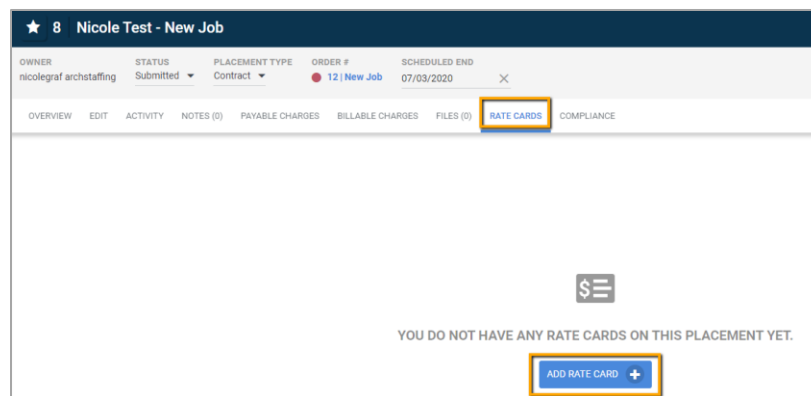 8 Nicole Test - New Job
OWNER STATUS PLACEMENT TYPE ORDER # SCHEDULED END
nicolegraf archstaffing Submitted Contract 12 | New Job 07/03/2020
OVERVIEW EDIT ACTIVITY NOTES (0) PAYABLE CHARGES BILLABLE CHARGES FILES (0) RATE CARDS COMPLIANCE
YOU DO NOT HAVE ANY RATE CARDS ON THIS PLACEMENT YET.
ADD RATE CARD